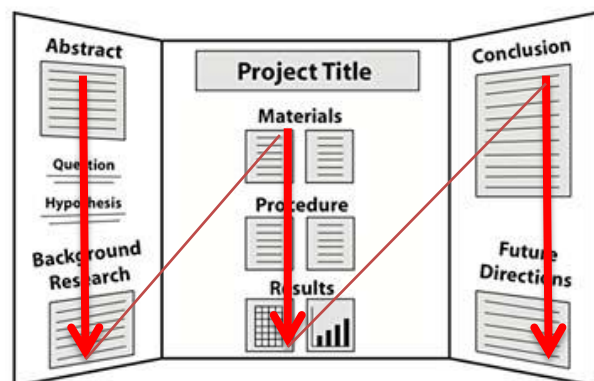 Abstract
Question
Hypothesis
Background
Research
Project Title
Materials
Procedure
Results
Conclusion
Future
Directions